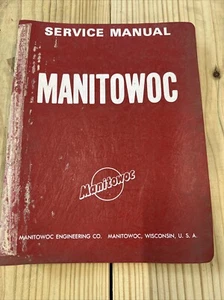 SERVICE MANUAL
MANITOWOC
Manitowoc
MANITOWOC ENGINEERING CO. MANITOWOC, WISCONSIN, U. S. A.